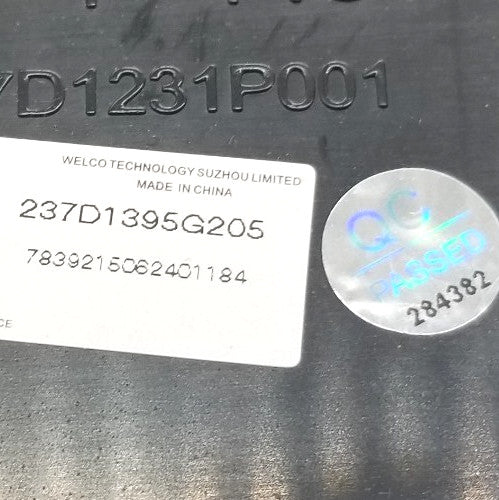 7D1231P001
WELCO TECHNOLOGY SUZHOU LIMITED
MADE IN CHINA
237D1395G205
7839215062401184
QC
PASSED
284382
CE